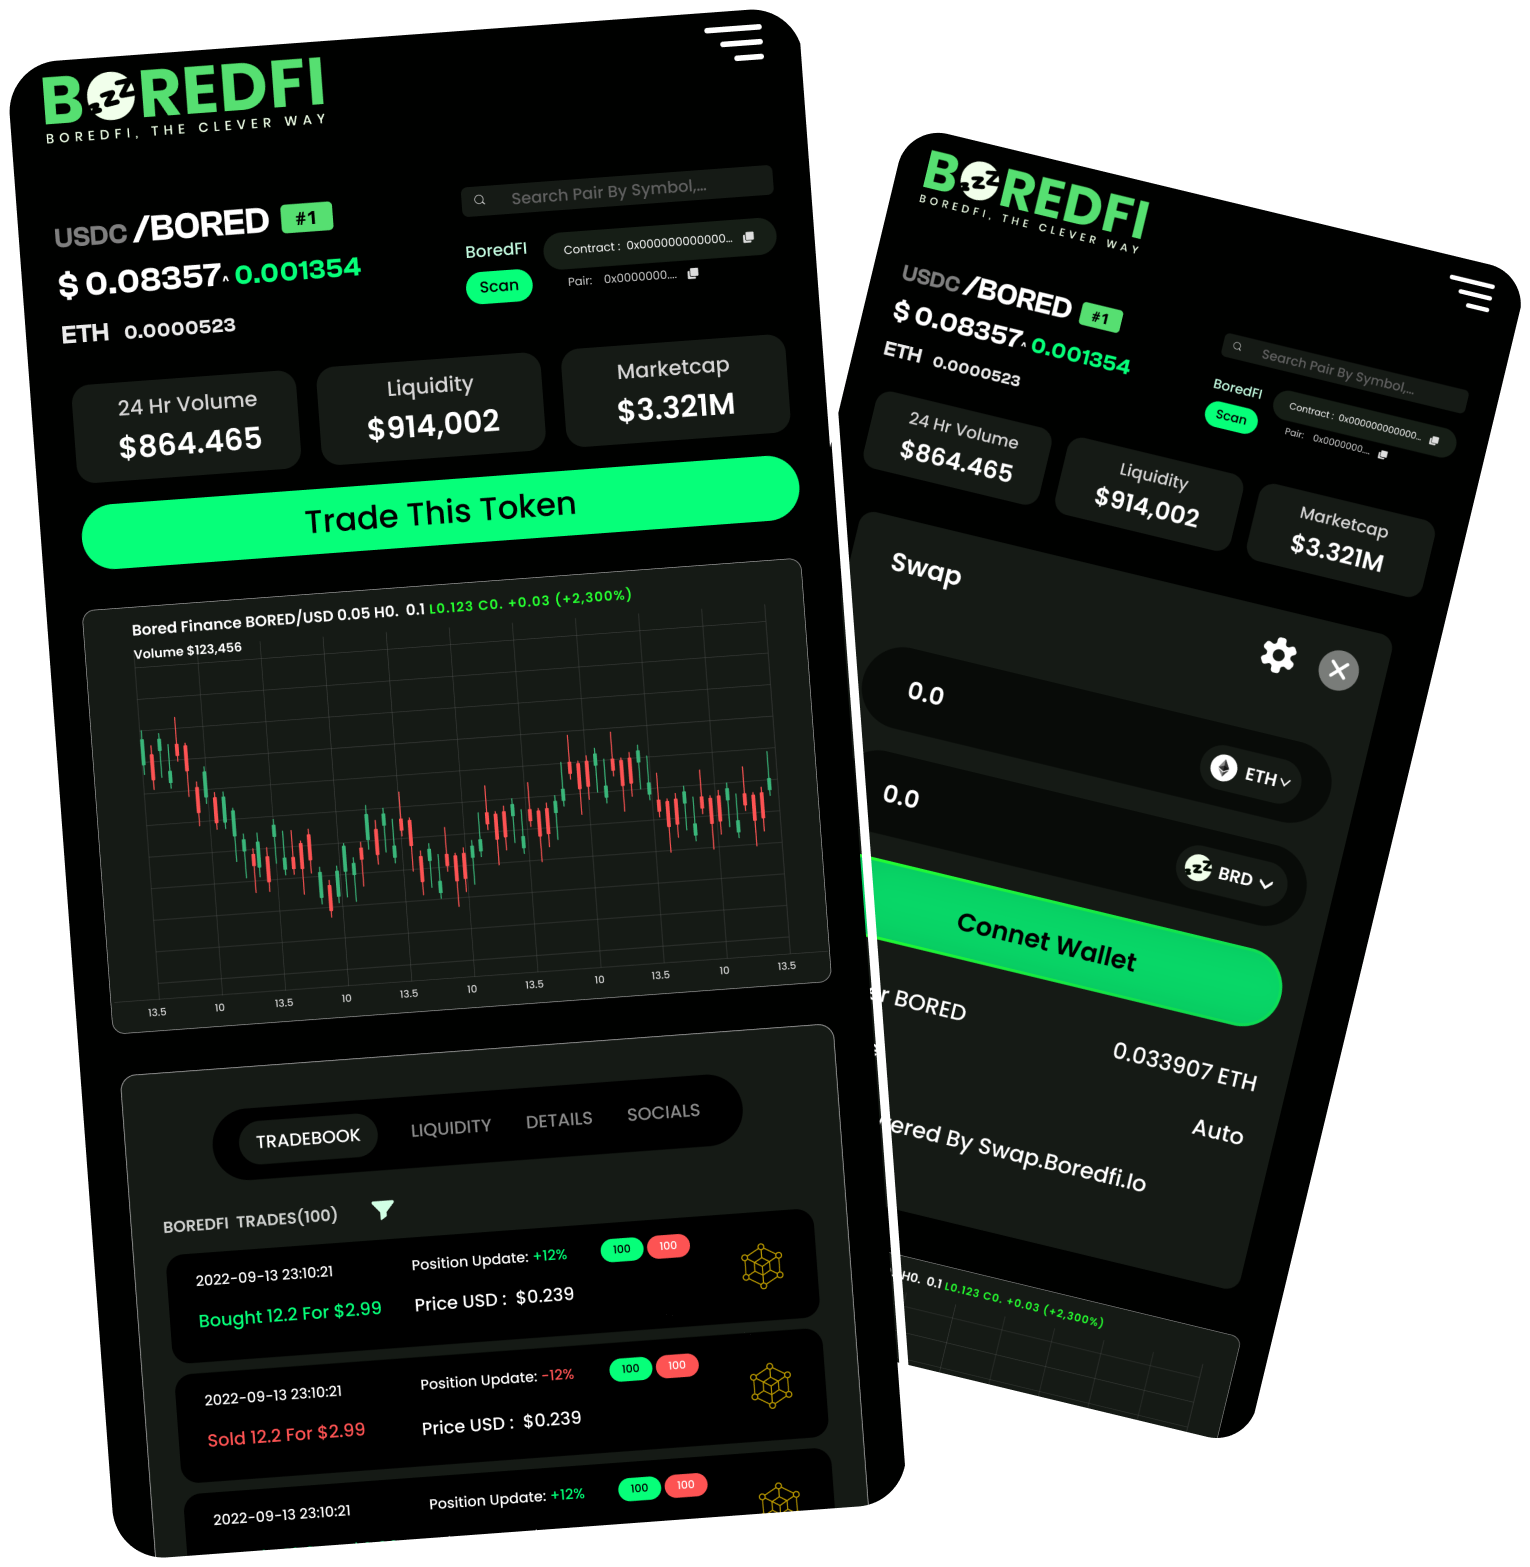 BOREDFI
BOREDFI, THE CLEVER WAY
Search Pair By Symbol,...
USDC /BORED #1
BoredFI Contract : 0x000000000000...
$ 0.08357^ 0.001354
Scan Pair: 0x0000000....
ETH 0.0000523
24 Hr Volume
$864.465
Liquidity
$914,002
Marketcap
$3.321M
Trade This Token
Bored Finance BORED/USD 0.05 H0. 0.1 L0.123 C0. +0.03 (+2,300%)
Volume $123,456
13.5 10 13.5 10 13.5 10 13.5 10 13.5 10 13.5
TRADEBOOK LIQUIDITY DETAILS SOCIALS
BOREDFI TRADES(100)
2022-09-13 23:10:21 Position Update: +12% 100 100
Bought 12.2 For $2.99 Price USD : $0.239
2022-09-13 23:10:21 Position Update: -12% 100 100
Sold 12.2 For $2.99 Price USD : $0.239
2022-09-13 23:10:21 Position Update: +12% 100 100
BOREDFI
BOREDFI, THE CLEVER WAY
USDC /BORED #1
$ 0.08357^ 0.001354
ETH 0.0000523
Search Pair By Symbol,...
BoredFI Contract : 0x000000000000...
Scan Pair: 0x0000000....
24 Hr Volume
$864.465
Liquidity
$914,002
Marketcap
$3.321M
Swap
0.0
ETH
0.0
BRD
Connet Wallet
r BORED
0.033907 ETH
Auto
ered By Swap.Boredfi.Io
H0. 0.1 L0.123 C0. +0.03 (+2,300%)